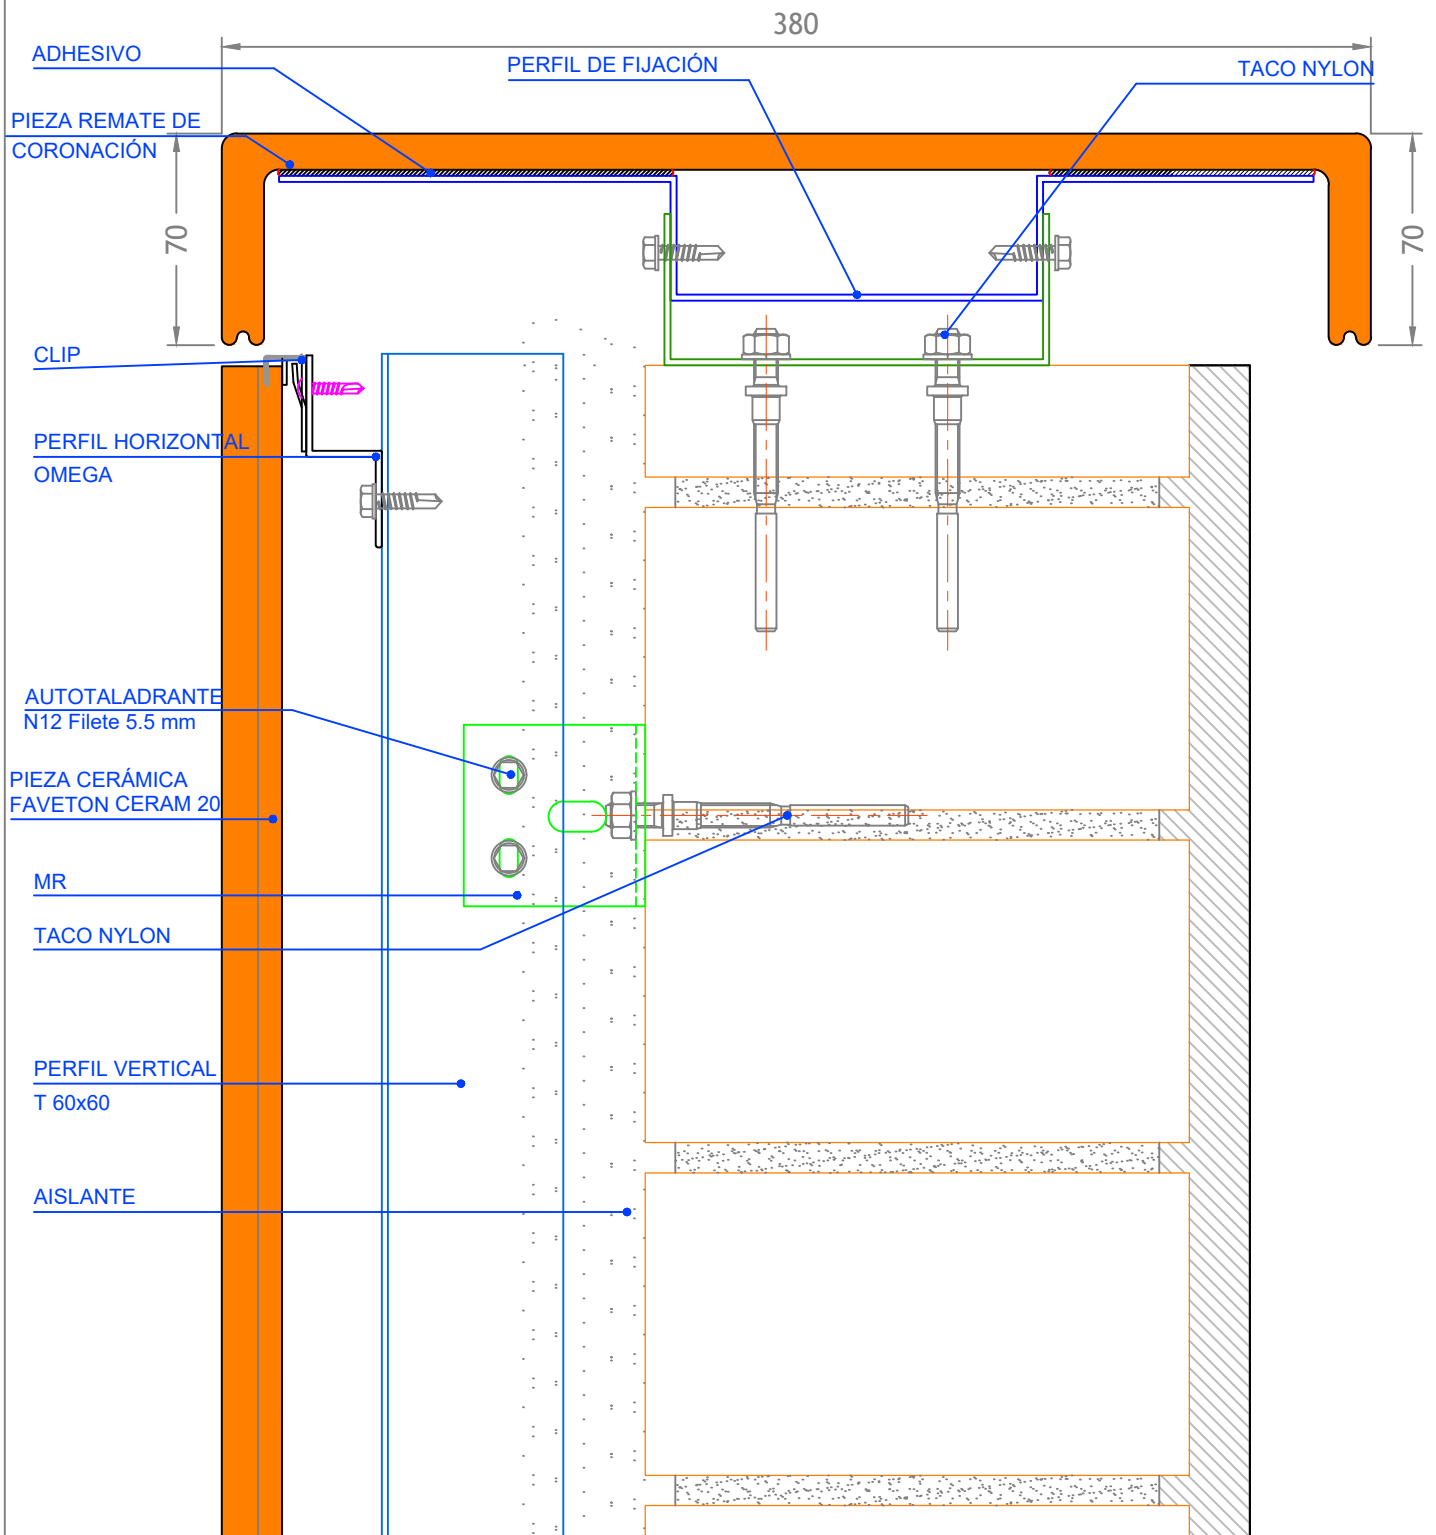 380
ADHESIVO
PERFIL DE FIJACIÓN
TACO NYLON
PIEZA REMATE DE
CORONACIÓN
70
70
CLIP
PERFIL HORIZONTAL
OMEGA
AUTOTALADRANTE
N12 Filete 5.5 mm
PIEZA CERÁMICA
FAVETON CERAM 20
MR
TACO NYLON
PERFIL VERTICAL
T 60x60
AISLANTE